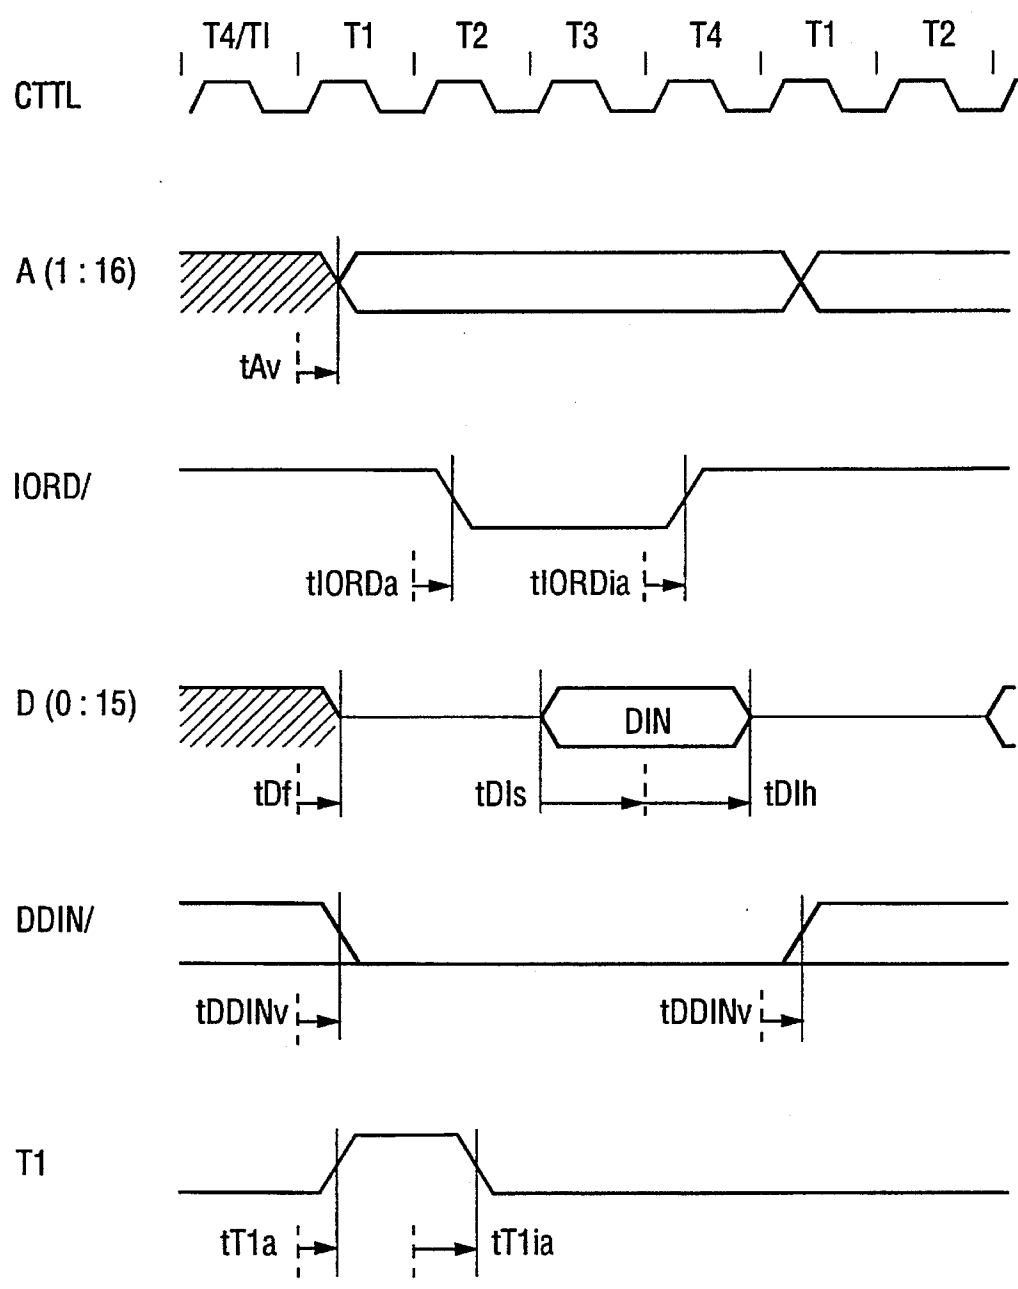 T4/TI T1 T2 T3 T4 T1 T2
CTTL
A (1 : 16)
tAv
IORD/
tIORDa tIORDia
D (0 : 15)
DIN
tDf tDIs tDIh
DDIN/
tDDINv tDDINv
T1
tT1a tT1ia